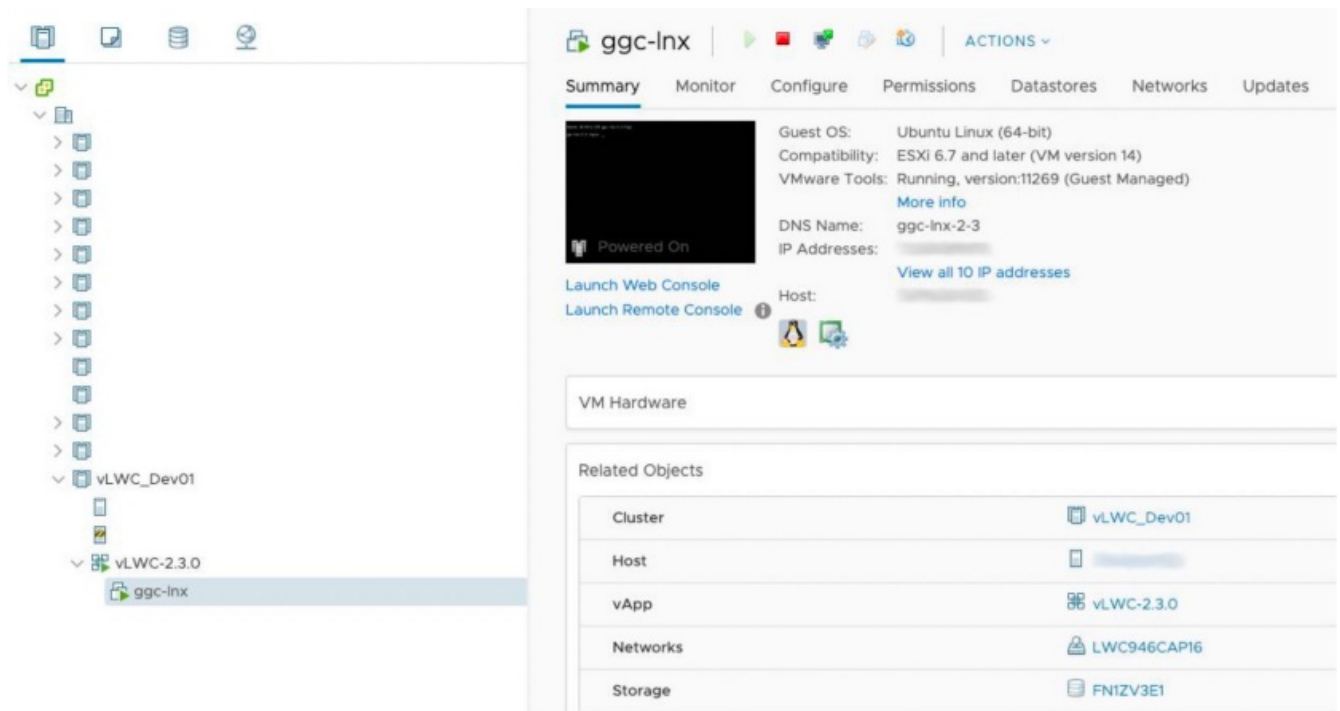 ggc-lnx
ACTIONS
Summary Monitor Configure Permissions Datastores Networks Updates
Guest OS: Ubuntu Linux (64-bit)
Compatibility: ESXi 6.7 and later (VM version 14)
VMware Tools: Running, version:11269 (Guest Managed)
More info
DNS Name: ggc-lnx-2-3
Powered On
IP Addresses:
View all 10 IP addresses
Launch Web Console
Host:
Launch Remote Console
VM Hardware
Related Objects
vLWC_Dev01
Cluster vLWC_Dev01
Host
vLWC-2.3.0
ggc-lnx
vApp vLWC-2.3.0
Networks LWC946CAP16
Storage FN1ZV3E1